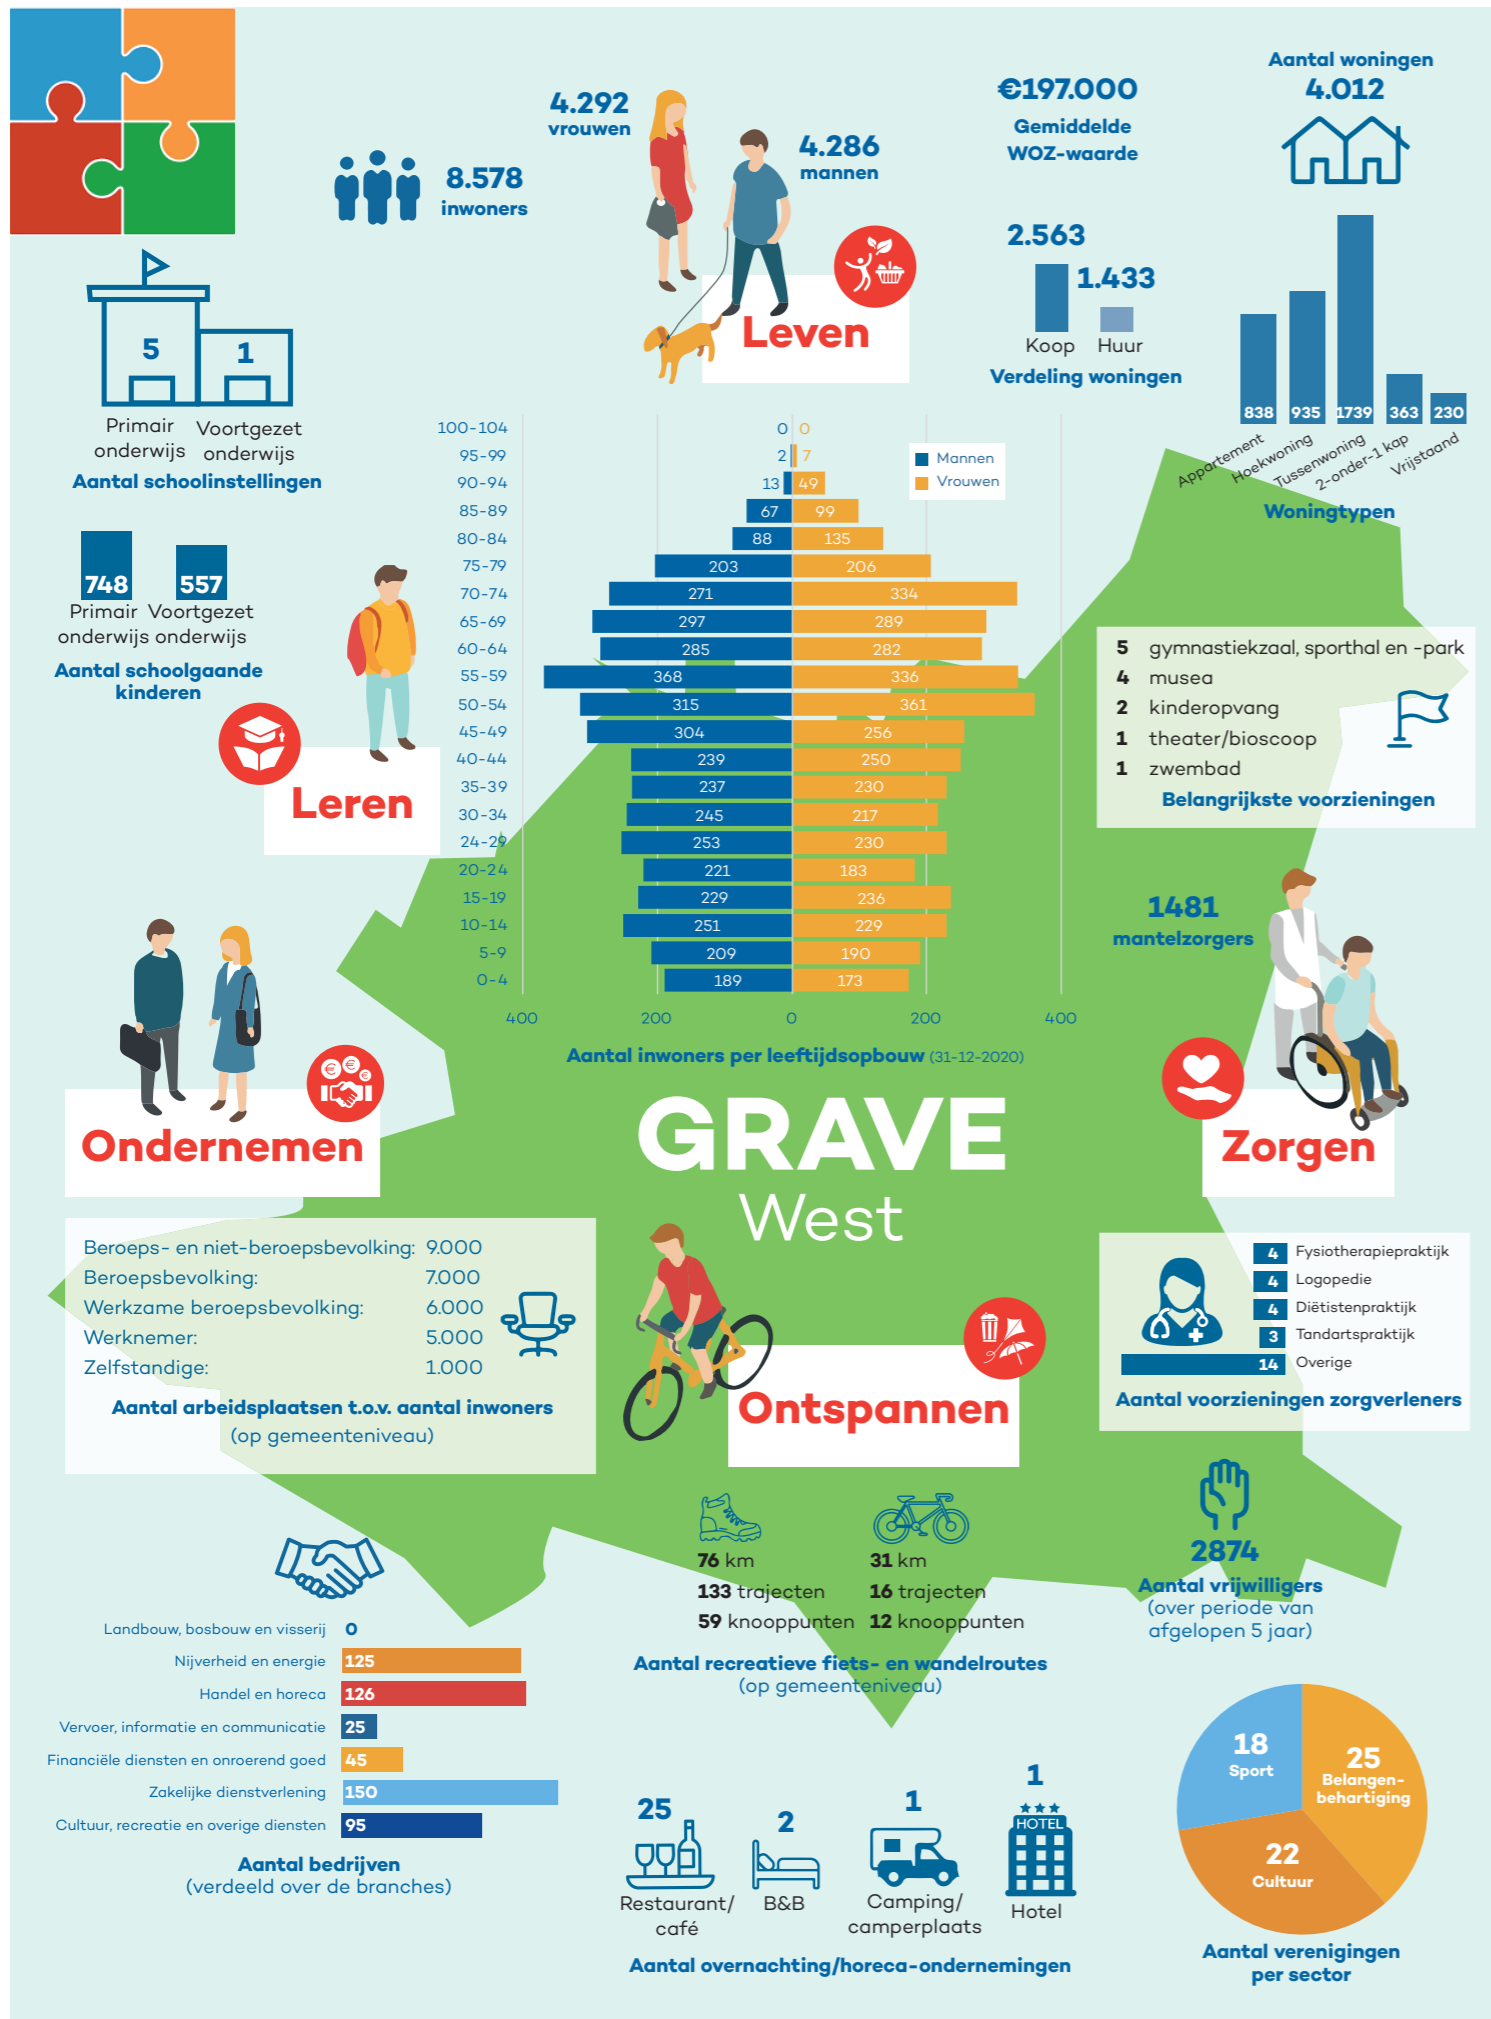 4.292
vrouwen
4.286
mannen
8.578
inwoners
Leven
€197.000
Gemiddelde
WOZ-waarde
Aantal woningen
4.012
2.563
1.433
Koop Huur
Verdeling woningen
838 935 1739 363 230
Appartement
Hoekwoning
Tussenwoning
2-onder-1 kap
Vrijstaand
Woningtypen
5 1
Primair Voortgezet
onderwijs onderwijs
Aantal schoolinstellingen
748 557
Primair Voortgezet
onderwijs onderwijs
Aantal schoolgaande
kinderen
Leren
Mannen
Vrouwen
100-104 0 0
95-99 2 7
90-94 13 49
85-89 67 99
80-84 88 135
75-79 203 206
70-74 271 334
65-69 297 289
60-64 285 282
55-59 368 336
50-54 315 361
45-49 304 256
40-44 239 250
35-39 237 230
30-34 245 217
24-29 253 230
20-24 221 183
15-19 229 236
10-14 251 229
5-9 209 190
0-4 189 173
400 200 0 200 400
Aantal inwoners per leeftijdsopbouw (31-12-2020)
5 gymnastiekzaal, sporthal en -park
4 musea
2 kinderopvang
1 theater/bioscoop
1 zwembad
Belangrijkste voorzieningen
1481
mantelzorgers
Zorgen
GRAVE
West
Ondernemen
€ € €
Beroeps- en niet-beroepsbevolking: 9.000
Beroepsbevolking: 7.000
Werkzame beroepsbevolking: 6.000
Werknemer: 5.000
Zelfstandige: 1.000
Aantal arbeidsplaatsen t.o.v. aantal inwoners
(op gemeenteniveau)
4 Fysiotherapiepraktijk
4 Logopedie
4 Diëtistenpraktijk
3 Tandartspraktijk
14 Overige
Aantal voorzieningen zorgverleners
Ontspannen
76 km
133 trajecten
59 knooppunten
31 km
16 trajecten
12 knooppunten
Aantal recreatieve fiets- en wandelroutes
(op gemeenteniveau)
2874
Aantal vrijwilligers
(over periode van
afgelopen 5 jaar)
Landbouw, bosbouw en visserij 0
Nijverheid en energie 125
Handel en horeca 126
Vervoer, informatie en communicatie 25
Financiële diensten en onroerend goed 45
Zakelijke dienstverlening 150
Cultuur, recreatie en overige diensten 95
Aantal bedrijven
(verdeeld over de branches)
25
Restaurant/
café
2
B&B
1
Camping/
camperplaats
1
HOTEL
Hotel
Aantal overnachting/horeca-ondernemingen
18
Sport
25
Belangen-
behartiging
22
Cultuur
Aantal verenigingen
per sector